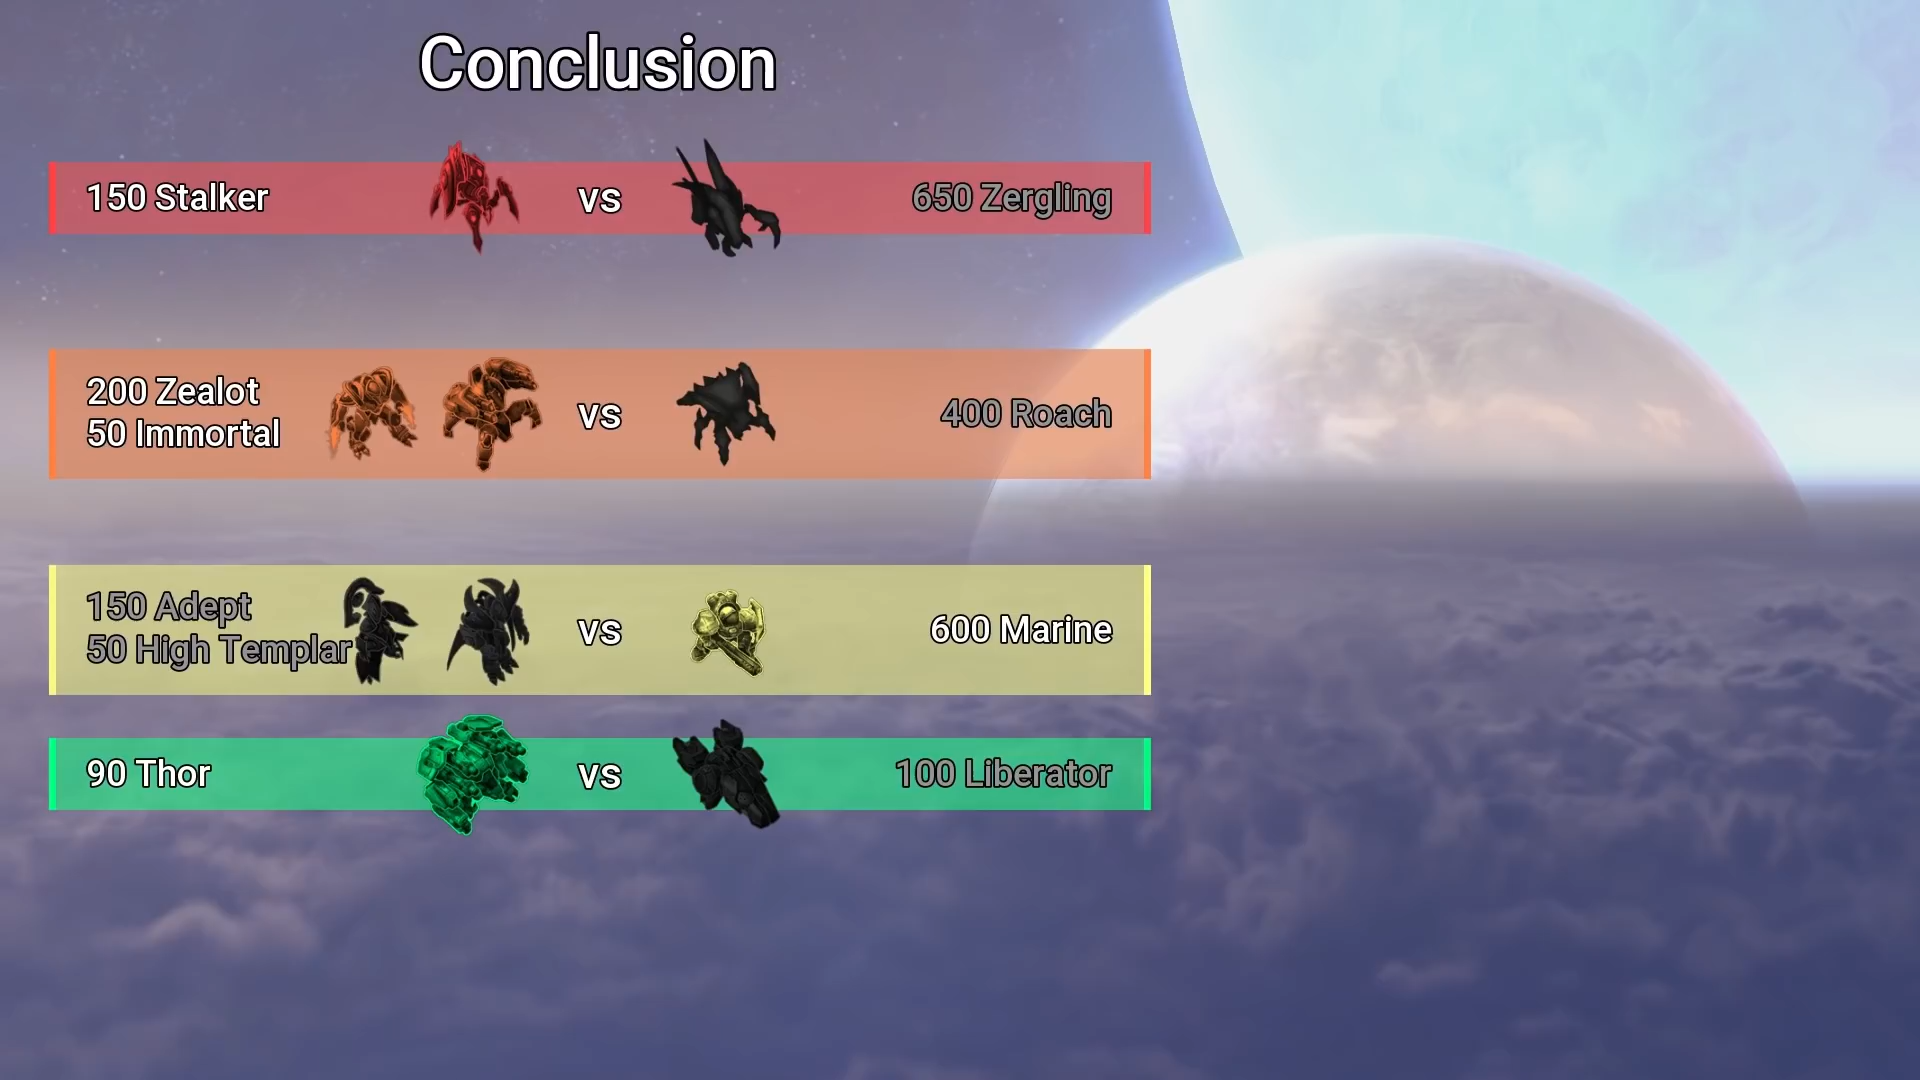 Conclusion
150 Stalker vs 650 Zergling
200 Zealot
50 Immortal
vs
400 Roach
150 Adept
50 High Templar
vs
600 Marine
90 Thor vs 100 Liberator